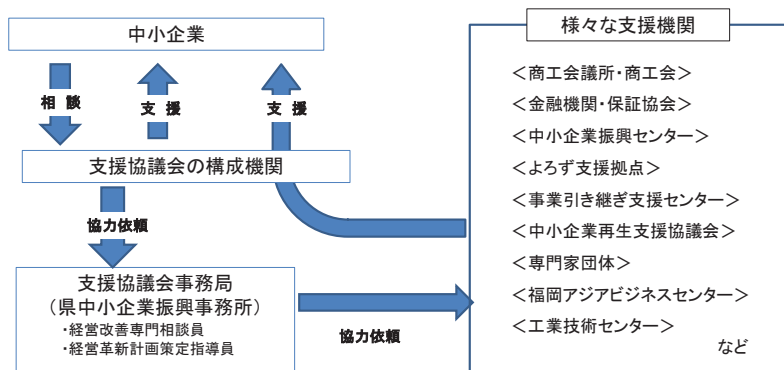 中小企業
相 談
支 援
支 援
支援協議会の構成機関
協力依頼
支援協議会事務局
(県中小企業振興事務所)
・経営改善専門相談員
・経営革新計画策定指導員
協力依頼
様々な支援機関
＜商工会議所・商工会＞
＜金融機関・保証協会＞
＜中小企業振興センター＞
＜よろず支援拠点＞
＜事業引き継ぎ支援センター＞
＜中小企業再生支援協議会＞
＜専門家団体＞
＜福岡アジアビジネスセンター＞
＜工業技術センター＞
など